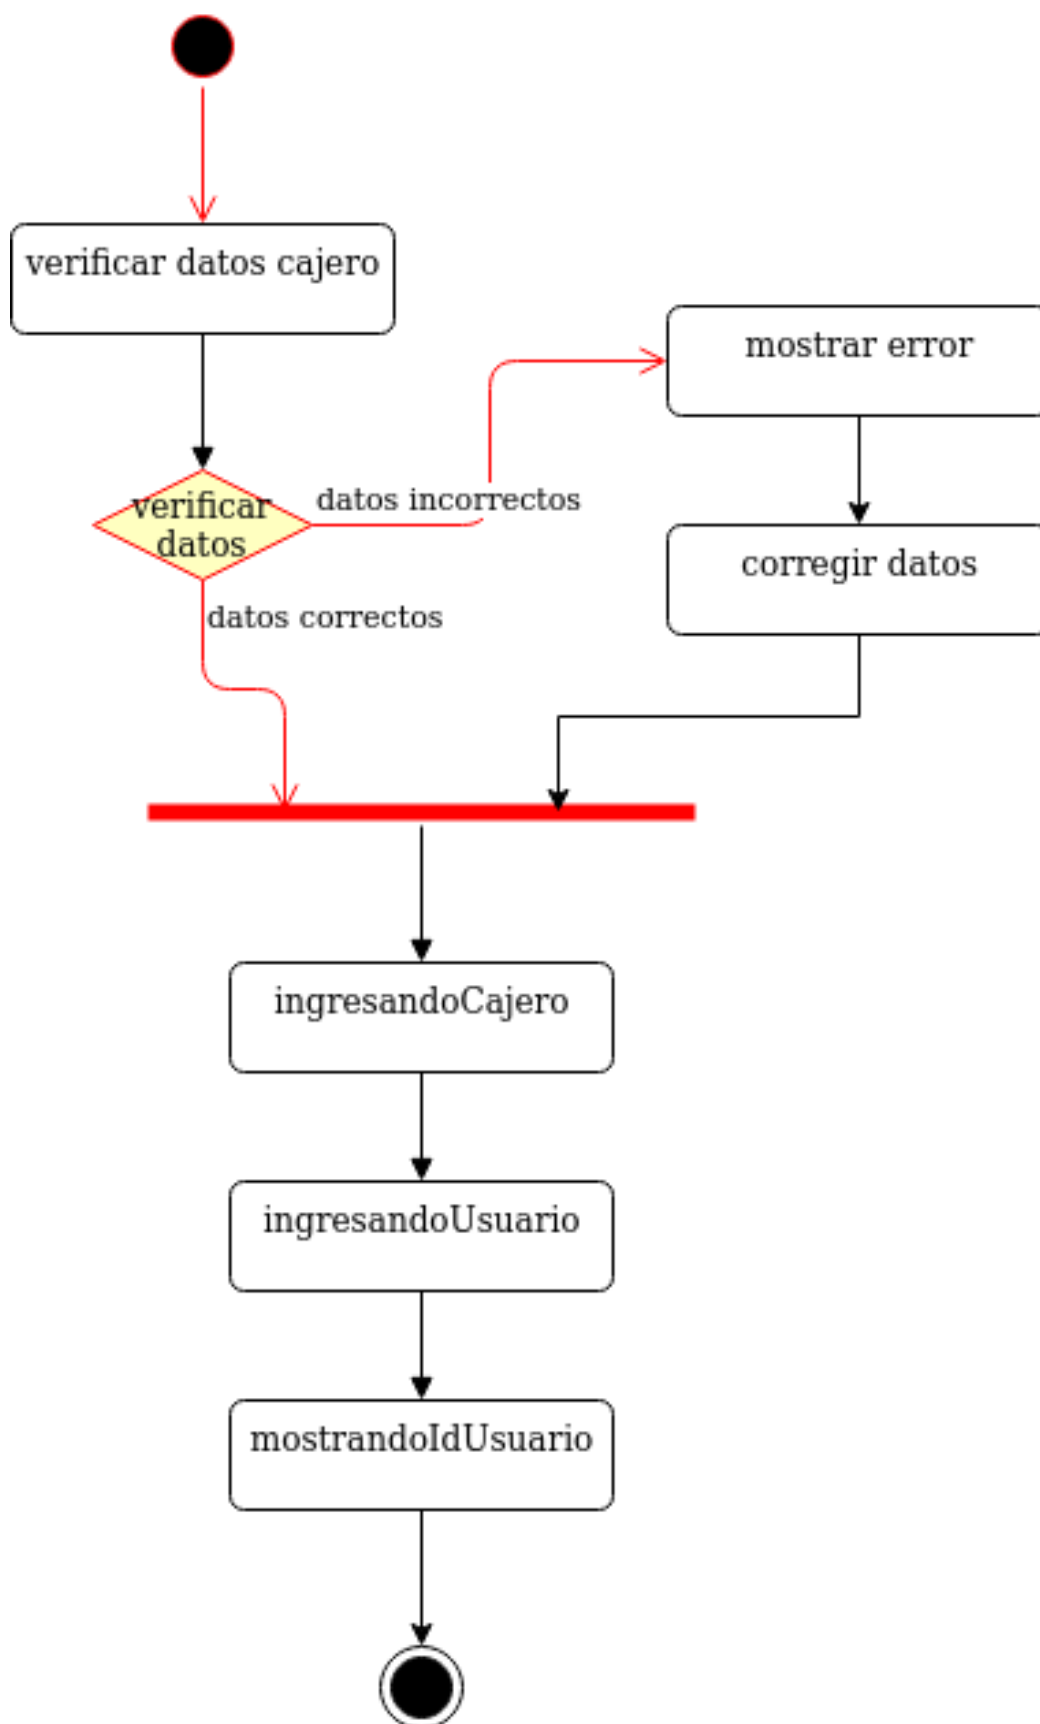 verificar datos cajero
mostrar error
verificar
datos
datos incorrectos
corregir datos
datos correctos
ingresandoCajero
ingresandoUsuario
mostrandoIdUsuario